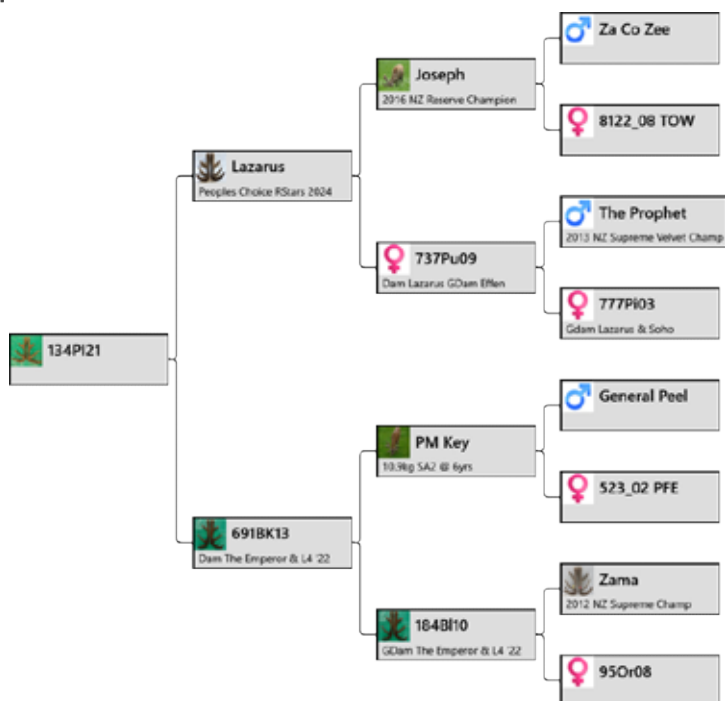 Za Co Zee
Joseph
2016 NZ Reserve Champion
8122_08 TOW
Lazarus
Peoples Choice RStars 2024
The Prophet
2013 NZ Supreme Velvet Champ
737Pu09
Dam Lazarus GDam Effen
777Pi03
Gdam Lazarus & Soho
134PI21
General Peel
PM Key
10.9kg SA2 @ 6yrs
523_02 PFE
691BK13
Dam The Emperor & L4 '22
Zama
2012 NZ Supreme Champ
184Bl10
GDam The Emperor & L4 '22
95Or08